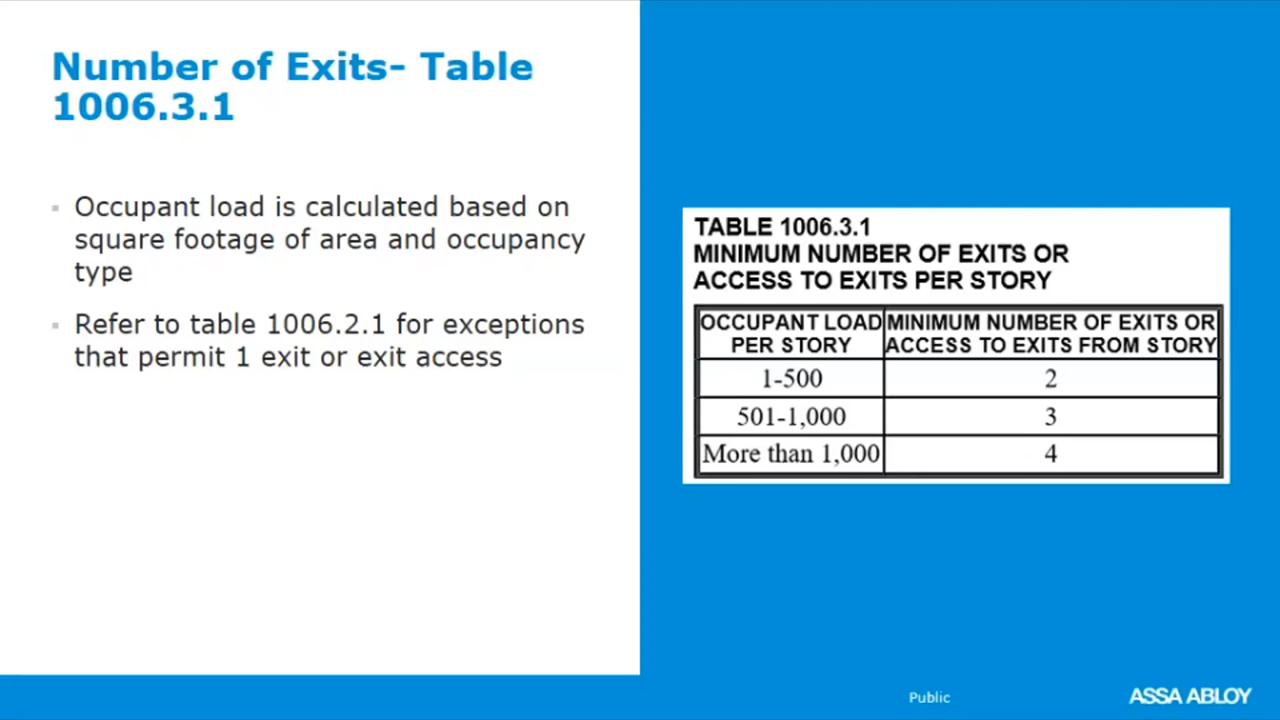 Number of Exits- Table
1006.3.1
▪ Occupant load is calculated based on
square footage of area and occupancy
type
▪ Refer to table 1006.2.1 for exceptions
that permit 1 exit or exit access
TABLE 1006.3.1
MINIMUM NUMBER OF EXITS OR
ACCESS TO EXITS PER STORY
OCCUPANT LOAD MINIMUM NUMBER OF EXITS OR
PER STORY ACCESS TO EXITS FROM STORY
1-500 2
501-1,000 3
More than 1,000 4
Public ASSA ABLOY